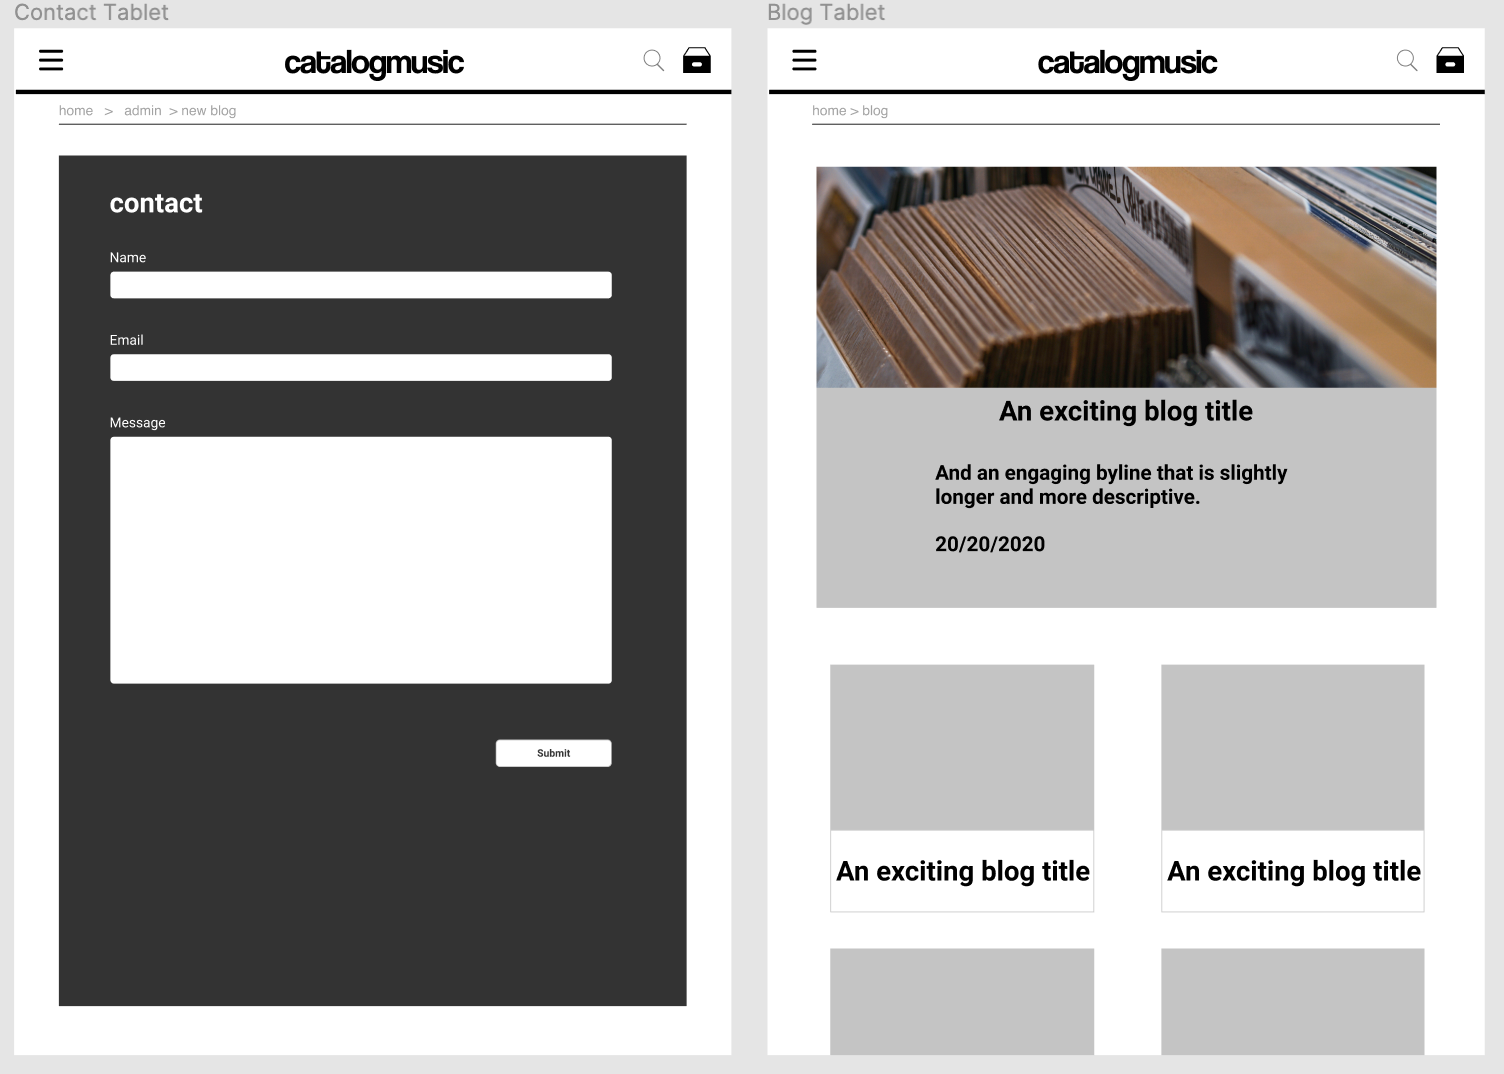 Contact Tablet
catalogmusic
home > admin > new blog
contact
Name
Email
Message
Submit
Blog Tablet
catalogmusic
home > blog
An exciting blog title
And an engaging byline that is slightly
longer and more descriptive.
20/20/2020
An exciting blog title
An exciting blog title